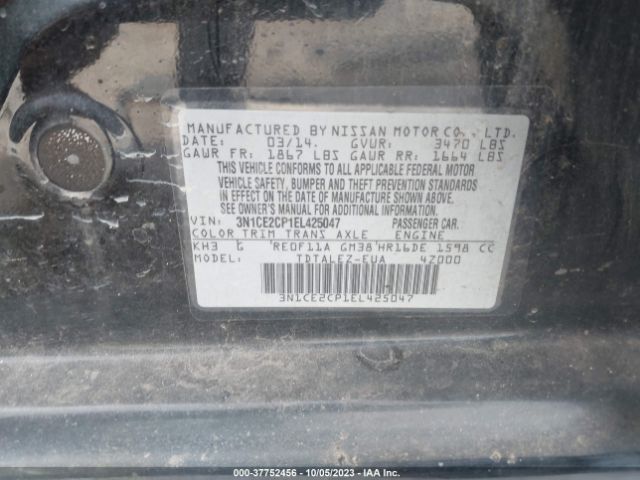 MANUFACTURED BY NISSAN MOTOR CO., LTD.
DATE: 03/14. GVWR: 3470 LBS
GAWR FR: 1867 LBS GAWR RR: 1664 LBS
THIS VEHICLE CONFORMS TO ALL APPLICABLE FEDERAL MOTOR
VEHICLE SAFETY, BUMPER AND THEFT PREVENTION STANDARDS
IN EFFECT ON THE DATE OF MANUFACTURE SHOWN ABOVE.
*SEE OWNER'S MANUAL FOR ADDITIONAL INFORMATION.
VIN: 3N1CE2CP1EL425047 PASSENGER CAR.
COLOR TRIM TRANS AXLE ENGINE
KH3 G RE0F11A GM38 HR16DE 1598 CC
MODEL: TDTALEZ-EUA 4Z000
3N1CE2CP1EL425047
000-37752456 - 10/05/2023 - IAA Inc.